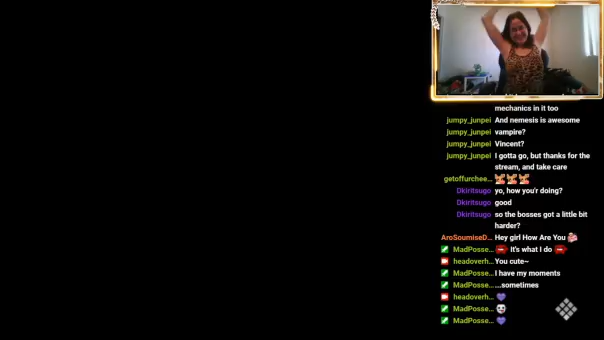 mechanics in it too
jumpy_junpei And nemesis is awesome
jumpy_junpei vampire?
jumpy_junpei Vincent?
jumpy_junpei I gotta go, but thanks for the
stream, and take care
getoffurchee...
Dkiritsugo yo, how you'r doing?
Dkiritsugo good
Dkiritsugo so the bosses got a little bit
harder?
AroSoumiseD... Hey girl How Are You
MadPosse... It's what I do
headoverh... You cute~
MadPosse... I have my moments
MadPosse... ...sometimes
headoverh...
MadPosse...
MadPosse...